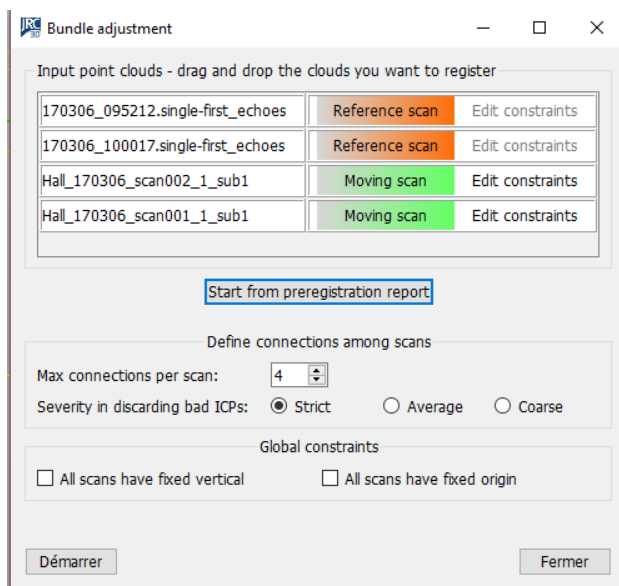 JRC 3D Bundle adjustment
Input point clouds - drag and drop the clouds you want to register
170306_095212.single-first_echoes Reference scan Edit constraints
170306_100017.single-first_echoes Reference scan Edit constraints
Hall_170306_scan002_1_sub1 Moving scan Edit constraints
Hall_170306_scan001_1_sub1 Moving scan Edit constraints
Start from preregistration report
Define connections among scans
Max connections per scan: 4
Severity in discarding bad ICPs: Strict Average Coarse
Global constraints
All scans have fixed vertical All scans have fixed origin
Démarrer Fermer